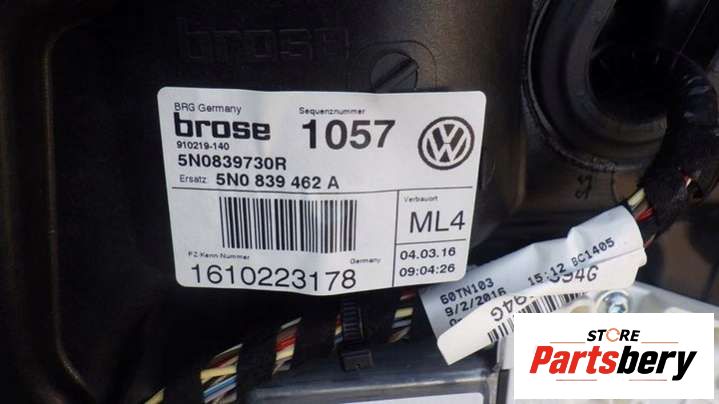 brose
BRG Germany
Sequenznummer
brose 1057
910219-140
5N0839730R
Ersatz: 5N0 839 462 A
Verbauort
ML4
FZ Kenn Nummer
Germany
1610223178
04.03.16
09:04:26
60TN103
9/2/2016 15:12 BC1405
STORE
Partsbery